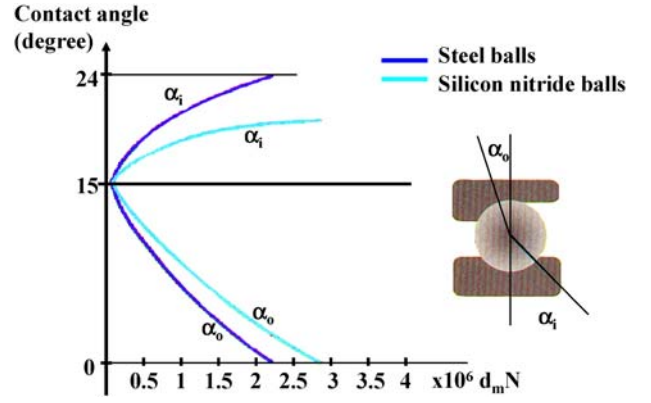 Contact angle
(degree)
Steel balls
Silicon nitride balls
24
αi
αi
αo
15
αo
αo
αi
0
0.5 1 1.5 2 2.5 3 3.5 4 x10⁶ dmN